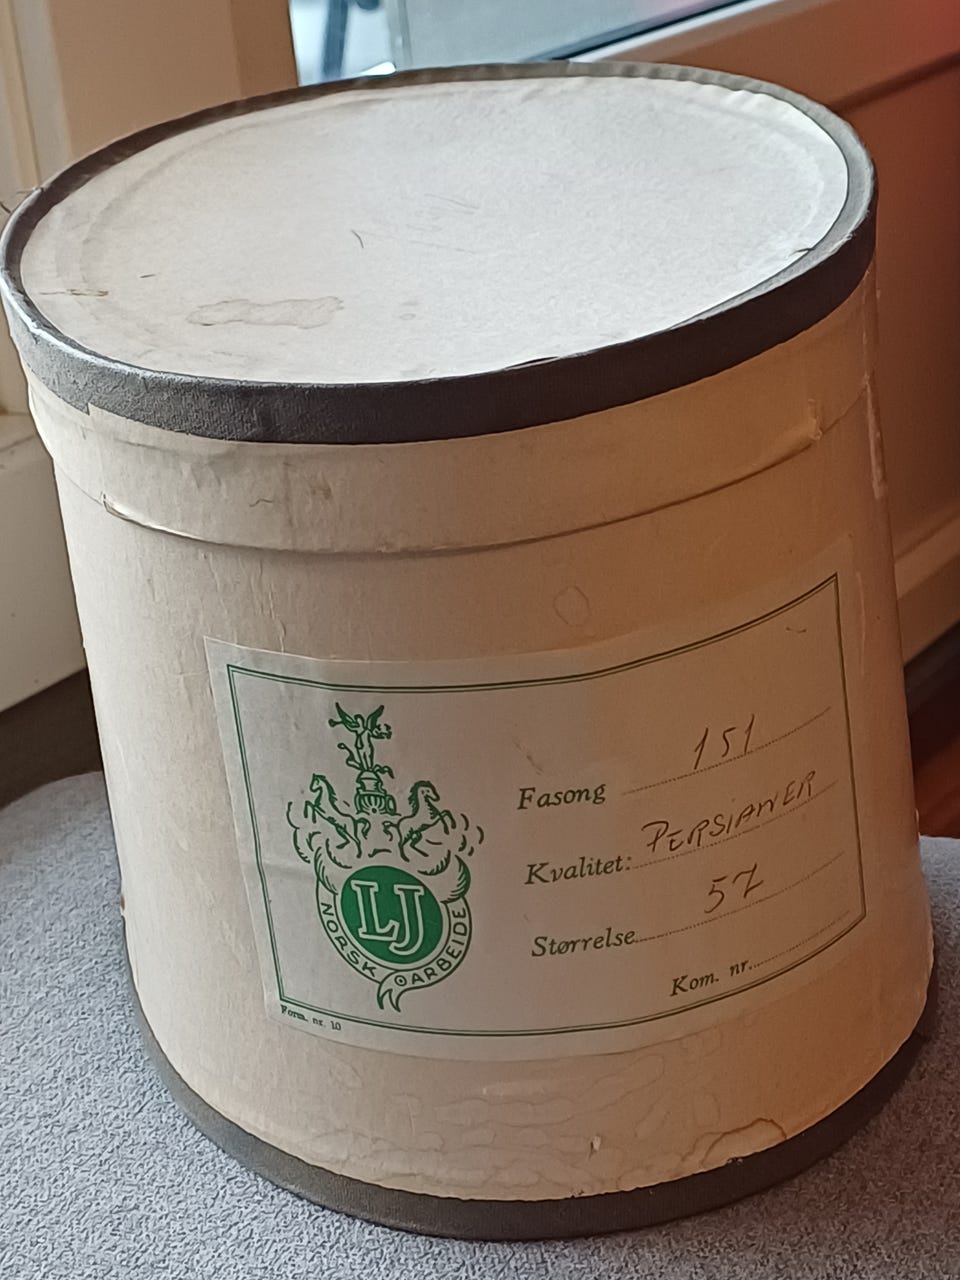 LJ
NORSK ARBEIDE
Fasong 151
Kvalitet: PERSIANER
Størrelse 57
Kom. nr.
Form. nr. 10